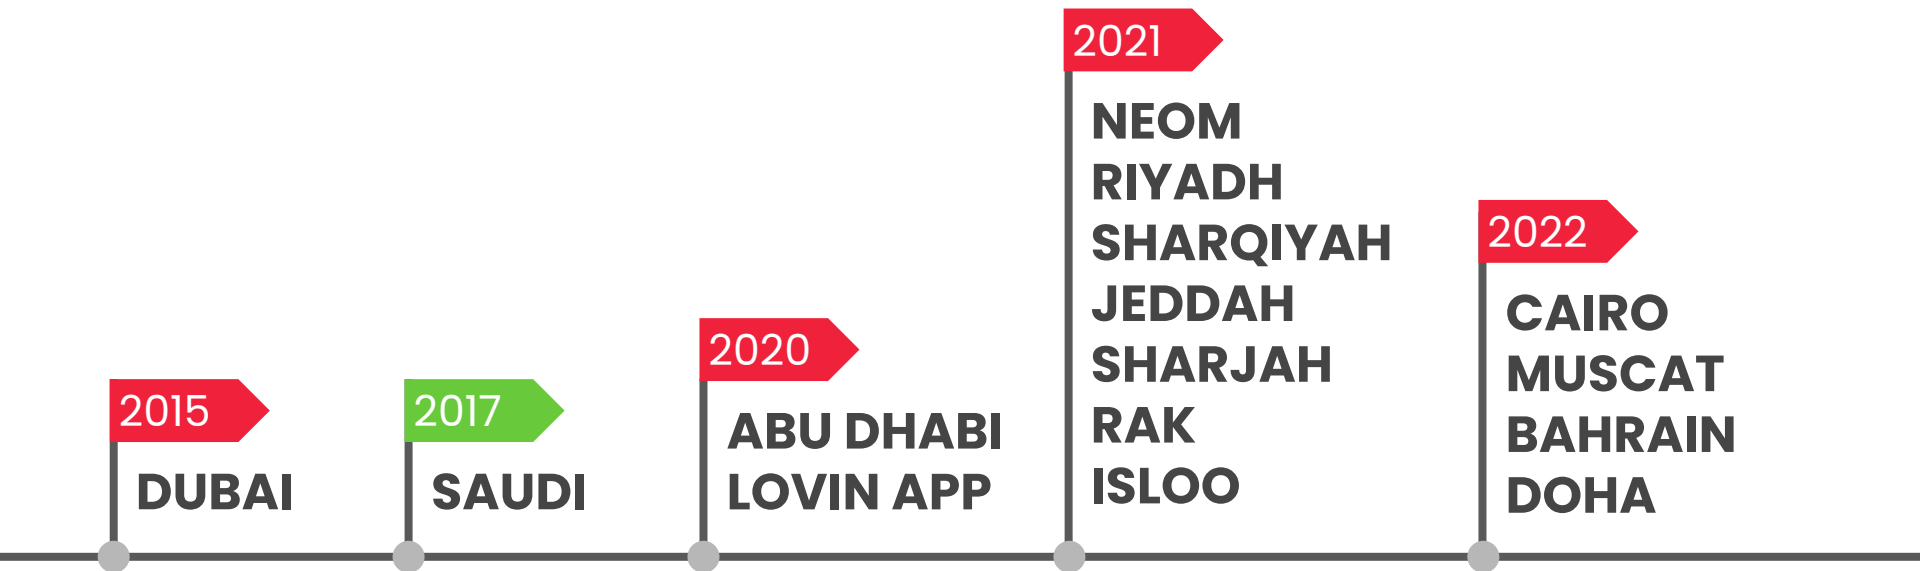 2015
DUBAI
2017
SAUDI
2020
ABU DHABI
LOVIN APP
2021
NEOM
RIYADH
SHARQIYAH
JEDDAH
SHARJAH
RAK
ISLOO
2022
CAIRO
MUSCAT
BAHRAIN
DOHA